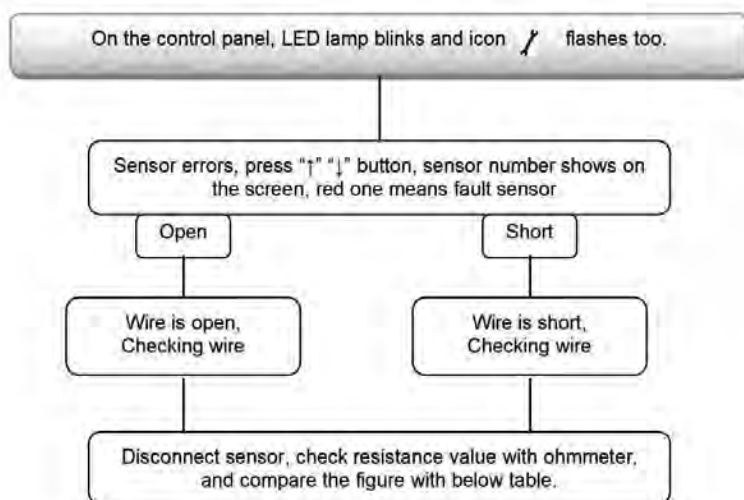 On the control panel, LED lamp blinks and icon flashes too.
Sensor errors, press “↑” “↓” button, sensor number shows on
the screen, red one means fault sensor
Open
Short
Wire is open,
Checking wire
Wire is short,
Checking wire
Disconnect sensor, check resistance value with ohmmeter,
and compare the figure with below table.